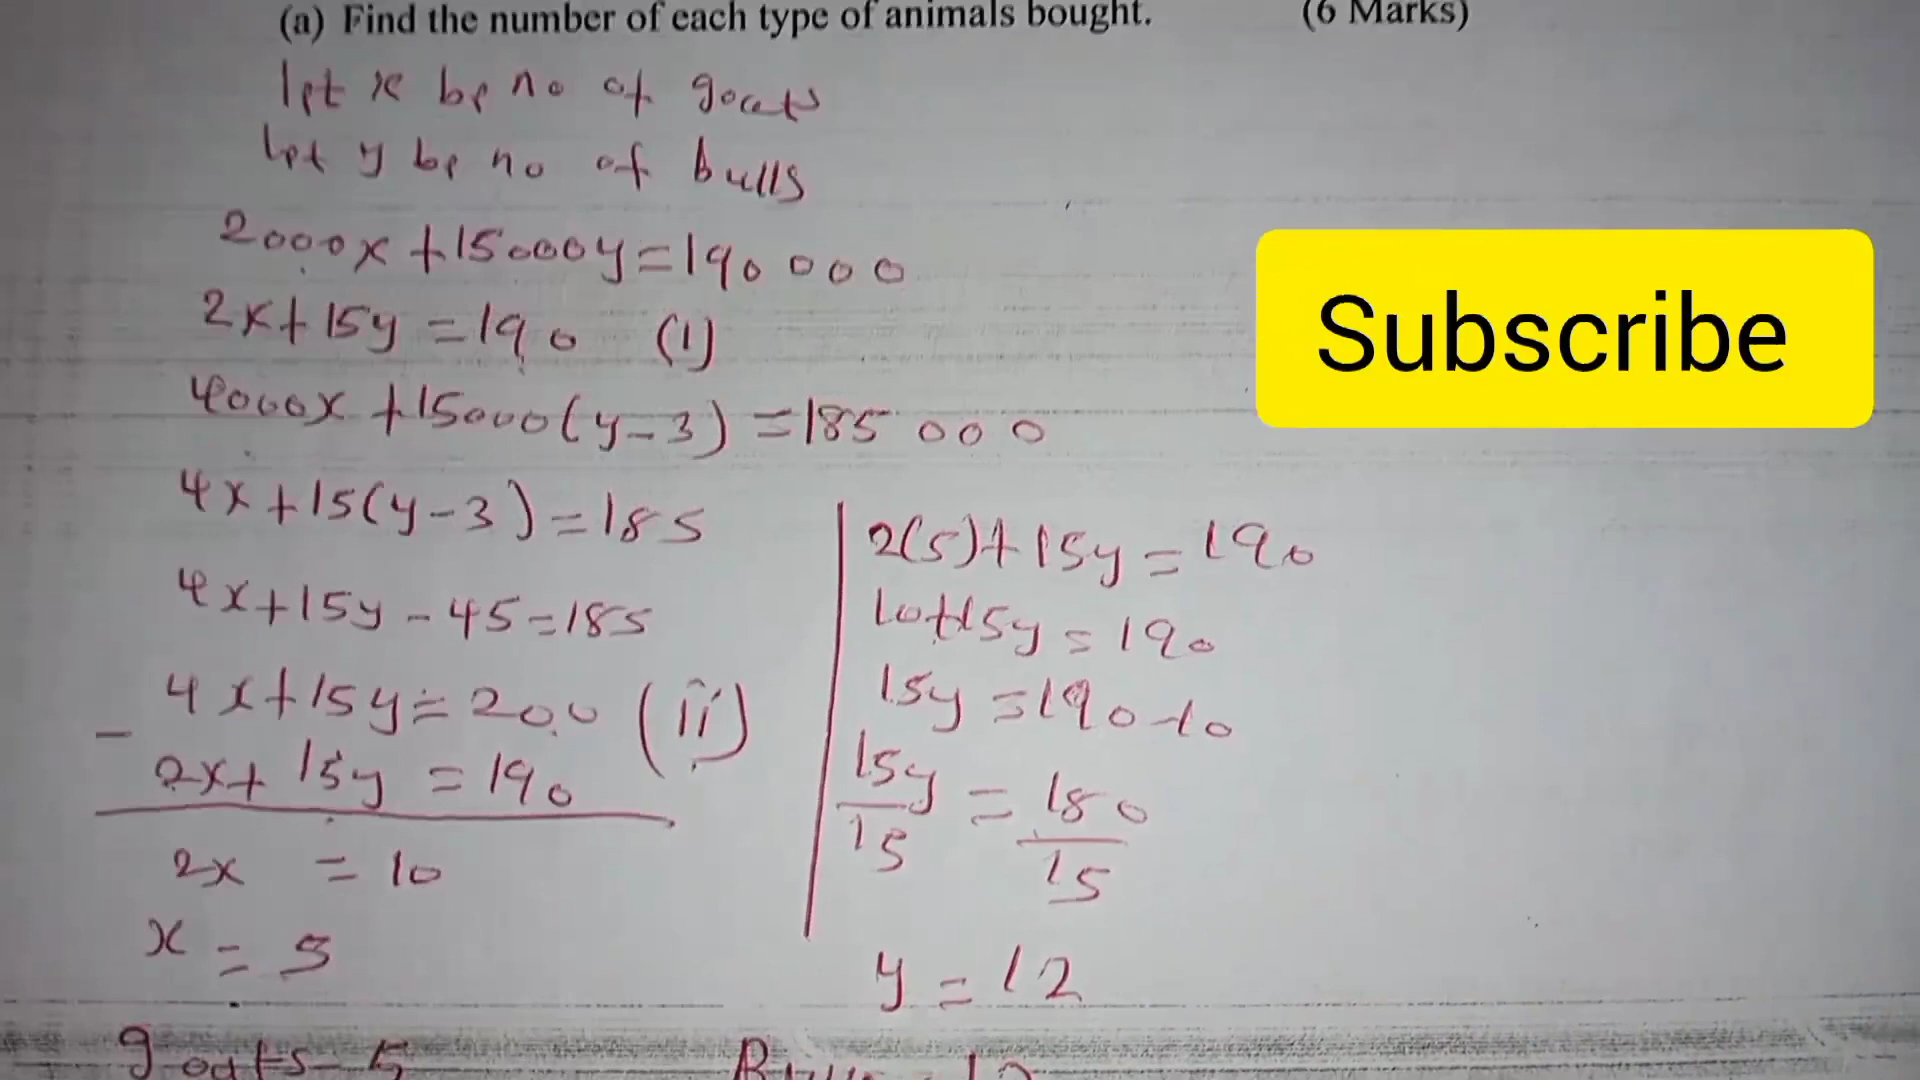 (a) Find the number of each type of animals bought. (6 Marks)
let x be no of goats
let y be no of bulls
2000x + 15000y = 190 000
2x + 15y = 190 (1)
4000x + 15000(y - 3) = 185 000
4x + 15(y - 3) = 185
4x + 15y - 45 = 185
4x + 15y = 200 (ii)
- 2x + 15y = 190
2x = 10
x = 5
2(5) + 15y = 190
10 + 15y = 190
15y = 190 - 10
15y = 180
15 15
y = 12
goats - 5
Subscribe